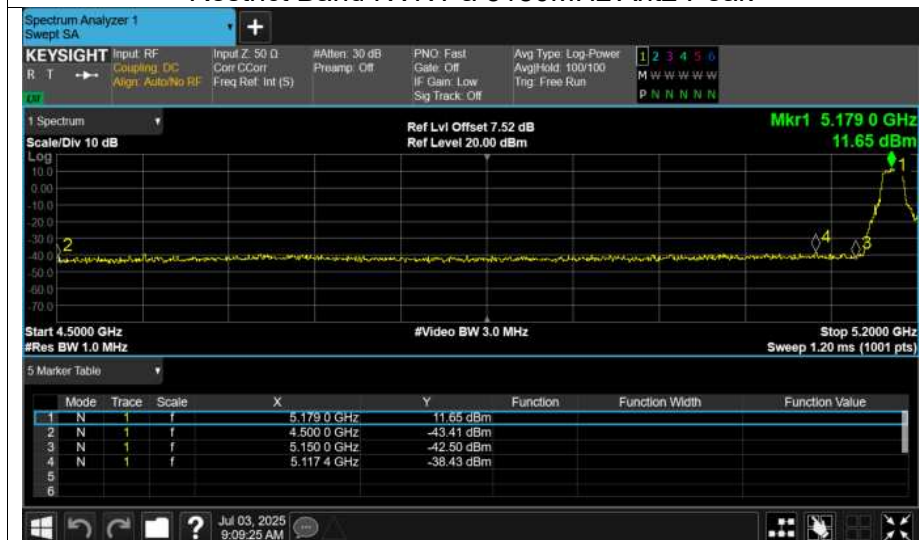 Spectrum Analyzer 1
Swept SA
+
KEYSIGHT
R T
Input: RF
Coupling: DC
Align: Auto/No RF
Input Z: 50 Ω
Corr CCorr
Freq Ref: Int (S)
#Atten: 30 dB
Preamp: Off
PNO: Fast
Gate: Off
IF Gain: Low
Sig Track: Off
Avg Type: Log-Power
Avg|Hold: 100/100
Trig: Free Run
1 2 3 4 5 6
M W W W W W
P N N N N N
1 Spectrum
Scale/Div 10 dB
Ref Lvl Offset 7.52 dB
Ref Level 20.00 dBm
Mkr1 5.179 0 GHz
11.65 dBm
Log
10.0
0.00
-10.0
-20.0
-30.0
-40.0
-50.0
-60.0
-70.0
1
2
4
3
Start 4.5000 GHz
#Res BW 1.0 MHz
#Video BW 3.0 MHz
Stop 5.2000 GHz
Sweep 1.20 ms (1001 pts)
5 Marker Table
Mode Trace Scale X Y Function Function Width Function Value
1 N 1 f 5.179 0 GHz 11.65 dBm
2 N 1 f 4.500 0 GHz -43.41 dBm
3 N 1 f 5.150 0 GHz -42.50 dBm
4 N 1 f 5.117 4 GHz -38.43 dBm
5
6
?
Jul 03, 2025
9:09:25 AM